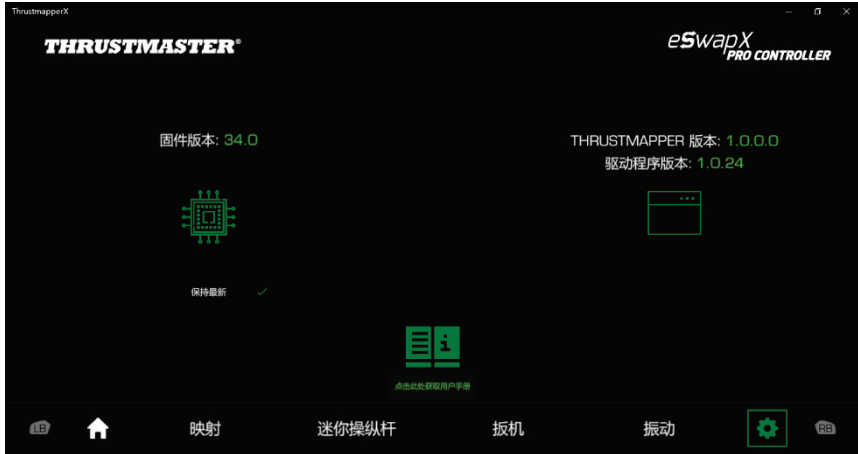 ThrustmapperX
THRUSTMASTER®
eSwapX
PRO CONTROLLER
固件版本: 34.0
THRUSTMAPPER 版本: 1.0.0.0
驱动程序版本: 1.0.24
保持最新
点击此处获取用户手册
LB 映射 迷你操纵杆 扳机 振动 RB